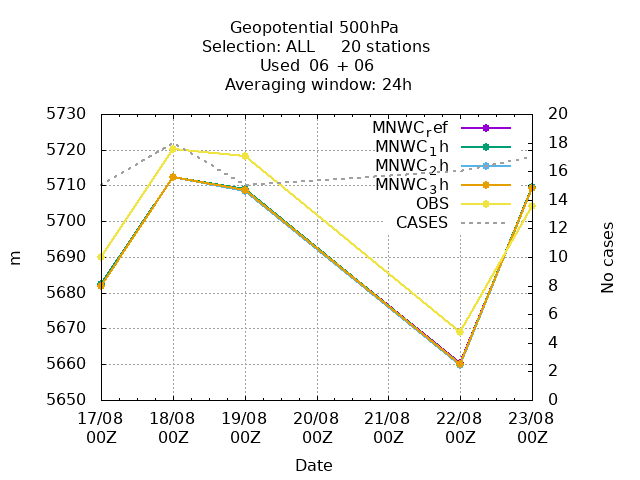 Geopotential 500hPa
Selection: ALL 20 stations
Used 06 + 06
Averaging window: 24h
5730
5720
5710
5700
5690
5680
5670
5660
5650
m
20
18
16
14
12
10
8
6
4
2
0
No cases
MNWC_ref
MNWC_1h
MNWC_2h
MNWC_3h
OBS
CASES
17/08 18/08 19/08 20/08 21/08 22/08 23/08
00Z 00Z 00Z 00Z 00Z 00Z 00Z
Date